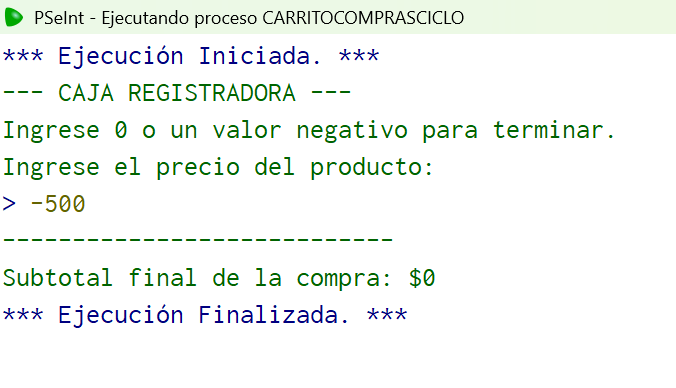 PSeInt - Ejecutando proceso CARRITOCOMPRASCICLO
*** Ejecución Iniciada. ***
--- CAJA REGISTRADORA ---
Ingrese 0 o un valor negativo para terminar.
Ingrese el precio del producto:
> -500
----------------------------
Subtotal final de la compra: $0
*** Ejecución Finalizada. ***